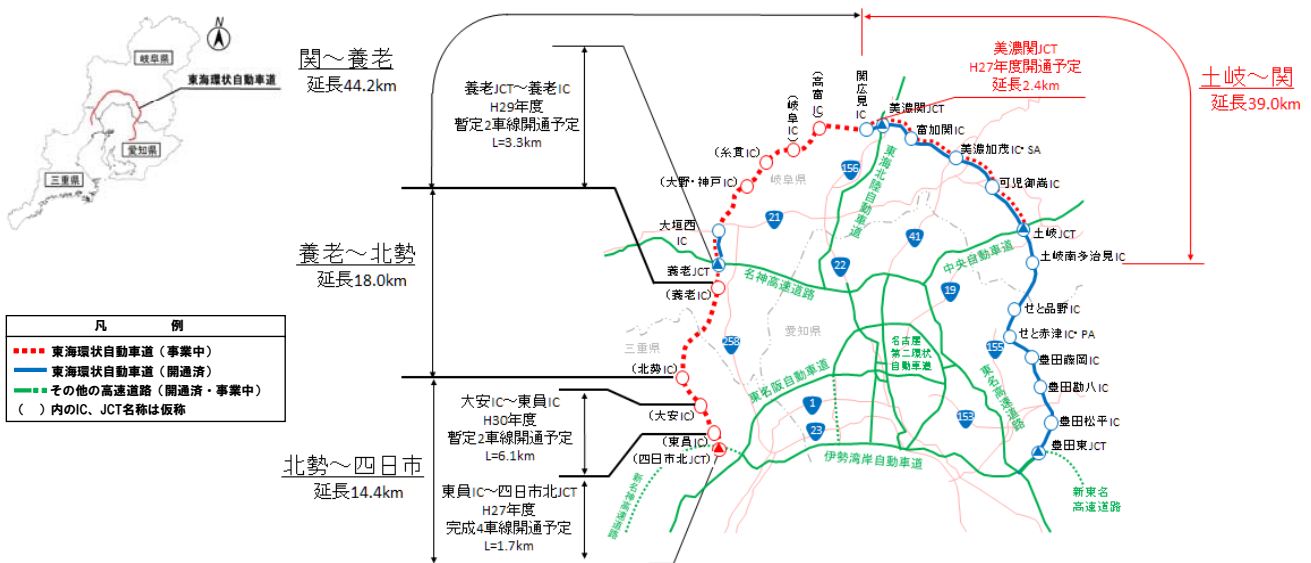 N
岐阜県
東海環状自動車道
愛知県
三重県
関～養老
延長44.2km
養老～北勢
延長18.0km
北勢～四日市
延長14.4km
土岐～関
延長39.0km
養老JCT～養老IC
H29年度
暫定2車線開通予定
L=3.3km
美濃関JCT
H27年度開通予定
延長2.4km
大安IC～東員IC
H30年度
暫定2車線開通予定
L=6.1km
東員IC～四日市北JCT
H27年度
完成4車線開通予定
L=1.7km
凡 例
東海環状自動車道（事業中）
東海環状自動車道（開通済）
その他の高速道路（開通済・事業中）
（ ）内のIC、JCT名称は仮称
関広見IC
(高富IC)
(岐阜IC)
(糸貫IC)
(大野・神戸IC)
大垣西IC
養老JCT
(養老IC)
(北勢IC)
(大安IC)
(東員IC)
(四日市北JCT)
美濃関JCT
富加関IC
美濃加茂IC・SA
可児御嵩IC
土岐JCT
土岐南多治見IC
せと品野IC
せと赤津IC・PA
豊田藤岡IC
豊田勘八IC
豊田松平IC
豊田東JCT
岐阜県
愛知県
三重県
東海北陸自動車道
中央自動車道
名神高速道路
名古屋
第二環状
自動車道
東名阪自動車道
東名高速道路
伊勢湾岸自動車道
新東名
高速道路
156
21
41
22
19
258
155
1
23
153